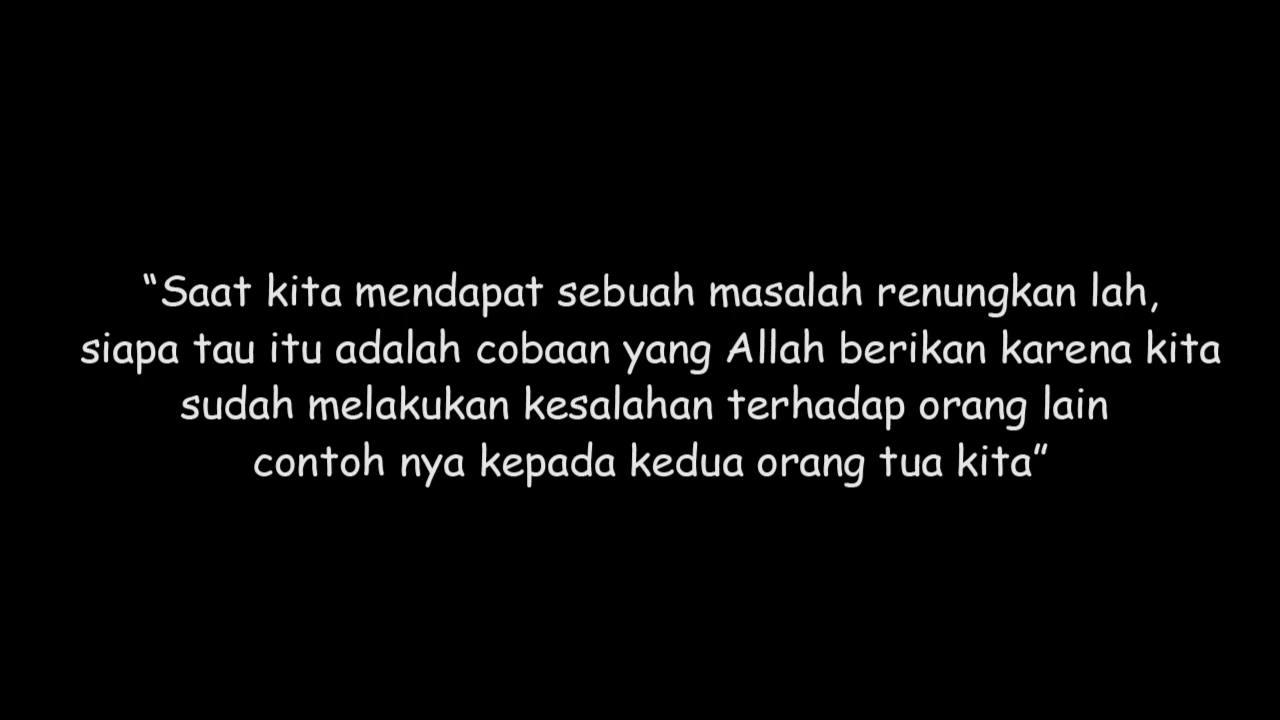 “Saat kita mendapat sebuah masalah renungkan lah,
siapa tau itu adalah cobaan yang Allah berikan karena kita
sudah melakukan kesalahan terhadap orang lain
contoh nya kepada kedua orang tua kita”